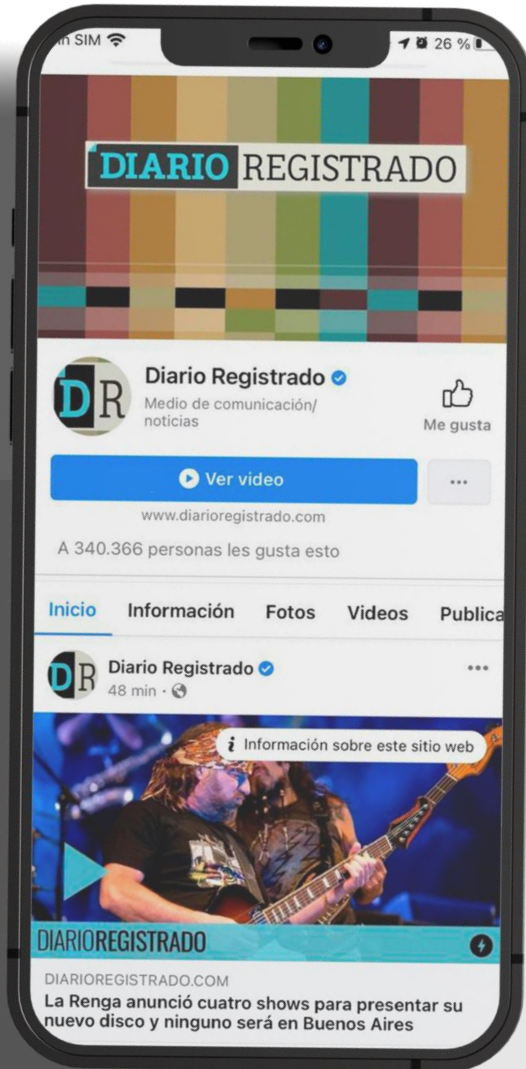 SIM
26 %
DIARIO REGISTRADO
DR
Diario Registrado
Medio de comunicación/
noticias
Me gusta
Ver video
...
www.diarioregistrado.com
A 340.366 personas les gusta esto
Inicio Información Fotos Videos Publica
DR
Diario Registrado
...
48 min ·
i Información sobre este sitio web
DIARIOREGISTRADO
DIARIOREGISTRADO.COM
La Renga anunció cuatro shows para presentar su
nuevo disco y ninguno será en Buenos Aires